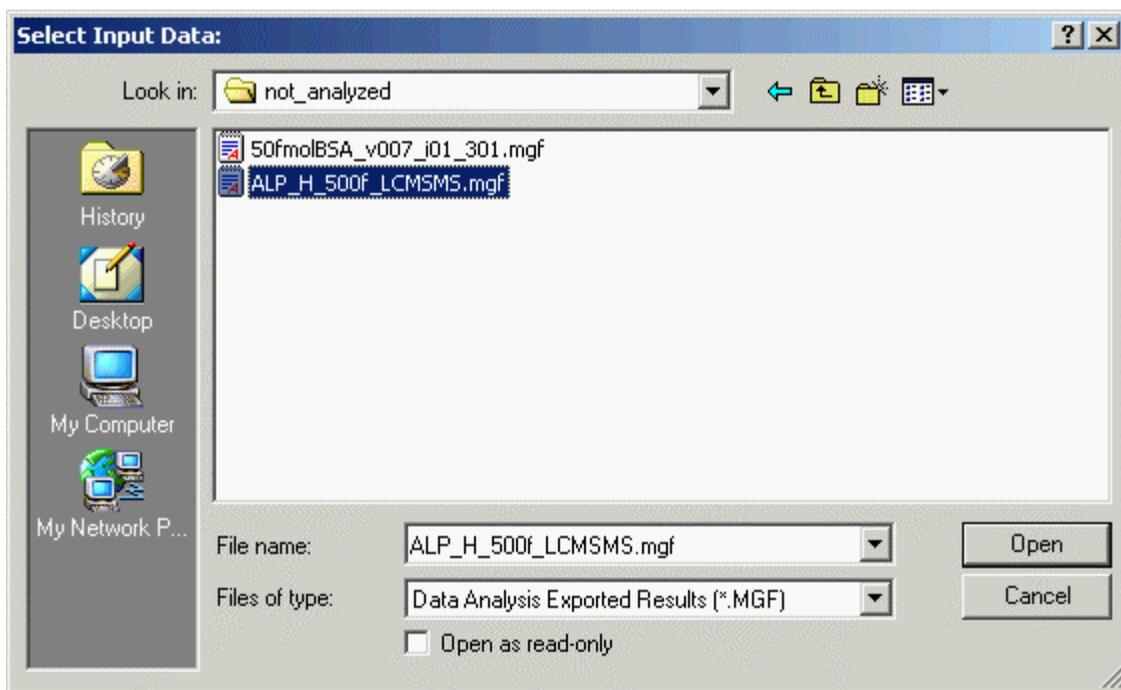 Select Input Data:
Look in: not_analyzed
50fmolBSA_v007_i01_301.mgf
ALP_H_500f_LCMSMS.mgf
History
Desktop
My Computer
My Network P...
File name: ALP_H_500f_LCMSMS.mgf Open
Files of type: Data Analysis Exported Results (*.MGF) Cancel
Open as read-only